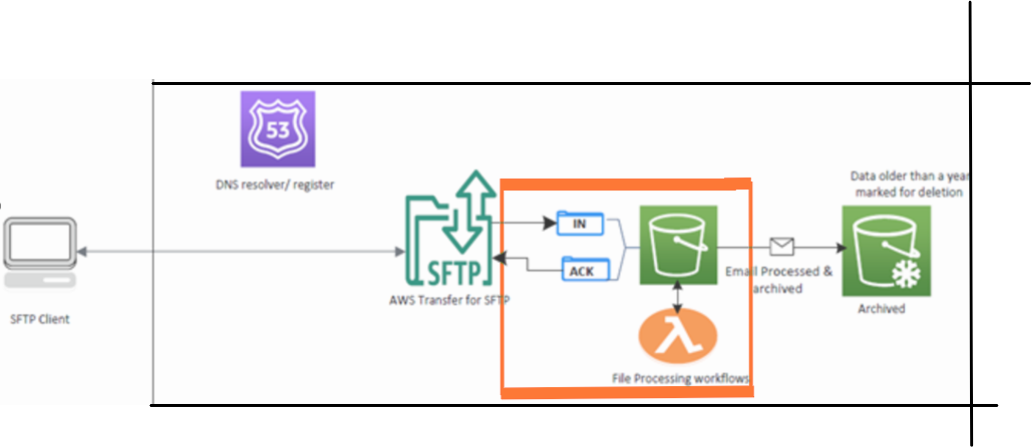 53
DNS resolver/ register
Data older than a year
marked for deletion
IN
ACK
SFTP
Email Processed &
archived
AWS Transfer for SFTP
SFTP Client
Archived
File Processing workflows